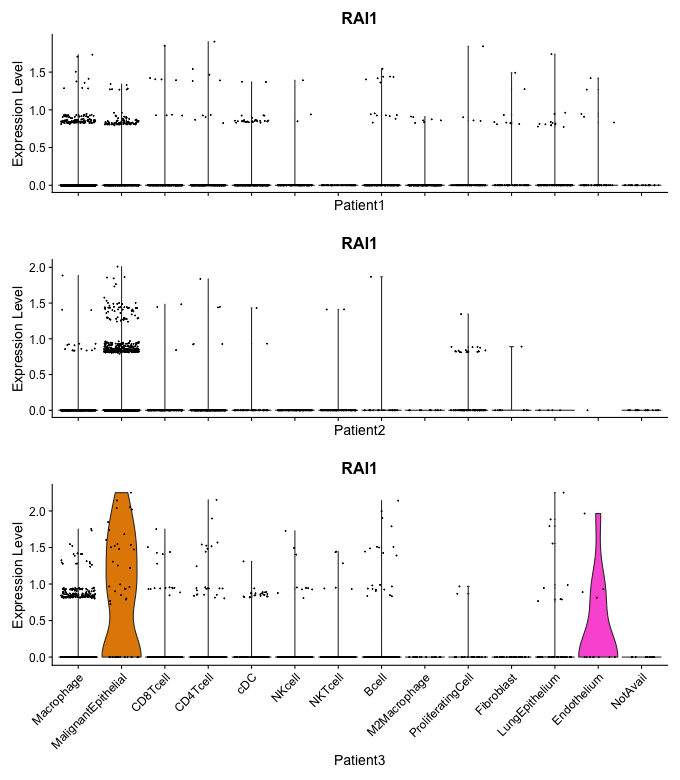 RAI1
Expression Level
1.5
1.0
0.5
0.0
Patient1
RAI1
Expression Level
2.0
1.5
1.0
0.5
0.0
Patient2
RAI1
Expression Level
2.0
1.5
1.0
0.5
0.0
Macrophage
MalignantEpithelial
CD8Tcell
CD4Tcell
cDC
NKcell
NKTcell
Bcell
M2Macrophage
ProliferatingCell
Fibroblast
LungEpithelium
Endothelium
NotAvail
Patient3